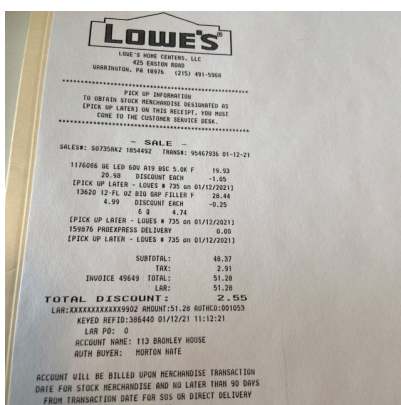 LOWE'S®
LOWE'S HOME CENTERS, LLC
425 EASTON ROAD
WARRINGTON, PA 18976 (215) 491-5960
PICK UP INFORMATION
TO OBTAIN STOCK MERCHANDISE DESIGNATED AS
[PICK UP LATER] ON THIS RECEIPT, YOU MUST
COME TO THE CUSTOMER SERVICE DESK.
- SALE -
SALES#: S0735RK2 1854492 TRANS#: 95467936 01-12-21
1176086 GE LED 60W A19 BSC 5.0K F 19.93
20.98 DISCOUNT EACH -1.05
[PICK UP LATER - LOWES # 735 on 01/12/2021]
13620 12-FL OZ BIG GAP FILLER F 28.44
4.99 DISCOUNT EACH -0.25
6 @ 4.74
[PICK UP LATER - LOWES # 735 on 01/12/2021]
159876 PROEXPRESS DELIVERY 0.00
[PICK UP LATER - LOWES # 735 on 01/12/2021]
SUBTOTAL: 48.37
TAX: 2.91
INVOICE 49649 TOTAL: 51.28
LAR: 51.28
TOTAL DISCOUNT: 2.55
LAR:XXXXXXXXXXXX9902 AMOUNT:51.28 AUTHCD:001053
KEYED REFID:386440 01/12/21 11:12:21
LAR PO: 0
ACCOUNT NAME: 113 BROMLEY HOUSE
AUTH BUYER: MORTON NATE
ACCOUNT WILL BE BILLED UPON MERCHANDISE TRANSACTION
DATE FOR STOCK MERCHANDISE AND NO LATER THAN 90 DAYS
FROM TRANSACTION DATE FOR SOS OR DIRECT DELIVERY